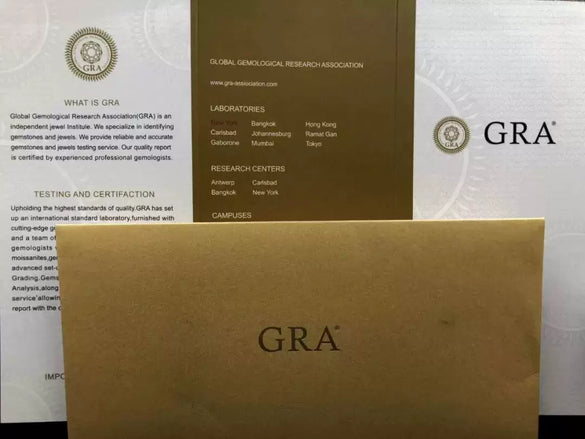 GRA
WHAT IS GRA
Global Gemological Research Association(GRA) is an
independent jewel Institute. We specialize in identifying
gemstones and jewels. We provide reliable and accurate
gemstones and jewels testing service. Our quality report
is certified by experienced professional gemologists.
TESTING AND CERTIFACTION
Upholding the highest standards of quality.GRA has set
up an international standard laboratory,furnished with
cutting-edge
and a team of
gemologists
moissanites,
advanced
Grading.
Analysis,along
service
report with the
GLOBAL GEMOLOGICAL RESEARCH ASSOCIATION
www.gra-association.com
LABORATORIES
New York Bangkok Hong Kong
Carlsbad Johannesburg Ramat Gan
Gaborone Mumbai Tokyo
RESEARCH CENTERS
Antwerp Carlsbad
Bangkok New York
CAMPUSES
GRA
GRA®
GRA®